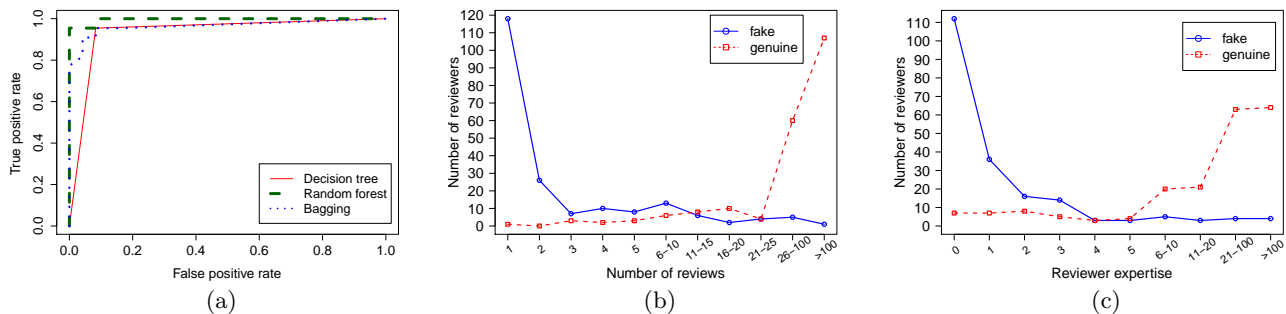 True positive rate
1.0
0.8
0.6
0.4
0.2
0.0
Decision tree
Random forest
Bagging
0.0 0.2 0.4 0.6 0.8 1.0
False positive rate
(a)
Number of reviewers
120
110
100
90
80
70
60
50
40
30
20
10
0
fake
genuine
1 2 3 4 5 6–10 11–15 16–20 21–25 26–100 >100
Number of reviews
(b)
Number of reviewers
110
100
90
80
70
60
50
40
30
20
10
0
fake
genuine
0 1 2 3 4 5 6–10 11–20 21–100 >100
Reviewer expertise
(c)